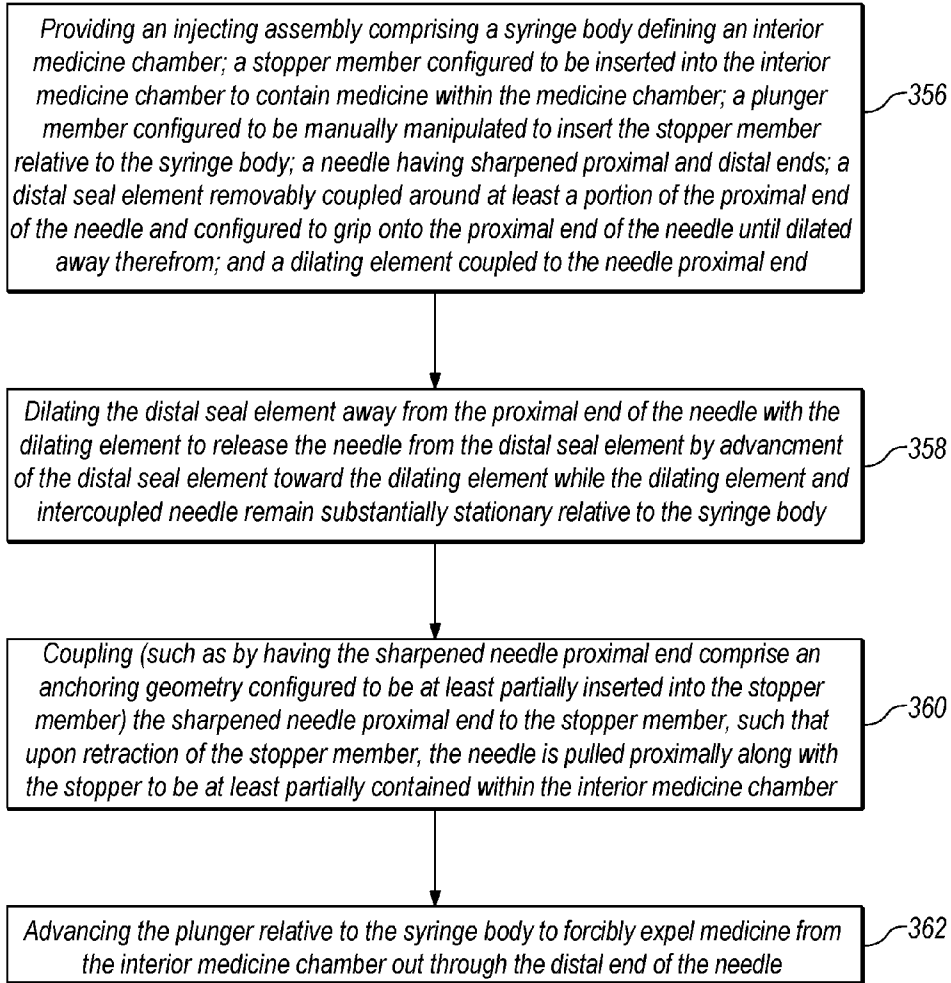 Providing an injecting assembly comprising a syringe body defining an interior
medicine chamber; a stopper member configured to be inserted into the interior
medicine chamber to contain medicine within the medicine chamber; a plunger
member configured to be manually manipulated to insert the stopper member
relative to the syringe body; a needle having sharpened proximal and distal ends; a
distal seal element removably coupled around at least a portion of the proximal end
of the needle and configured to grip onto the proximal end of the needle until dilated
away therefrom; and a dilating element coupled to the needle proximal end
356
Dilating the distal seal element away from the proximal end of the needle with the
dilating element to release the needle from the distal seal element by advancment
of the distal seal element toward the dilating element while the dilating element and
intercoupled needle remain substantially stationary relative to the syringe body
358
Coupling (such as by having the sharpened needle proximal end comprise an
anchoring geometry configured to be at least partially inserted into the stopper
member) the sharpened needle proximal end to the stopper member, such that
upon retraction of the stopper member, the needle is pulled proximally along with
the stopper to be at least partially contained within the interior medicine chamber
360
Advancing the plunger relative to the syringe body to forcibly expel medicine from
the interior medicine chamber out through the distal end of the needle
362